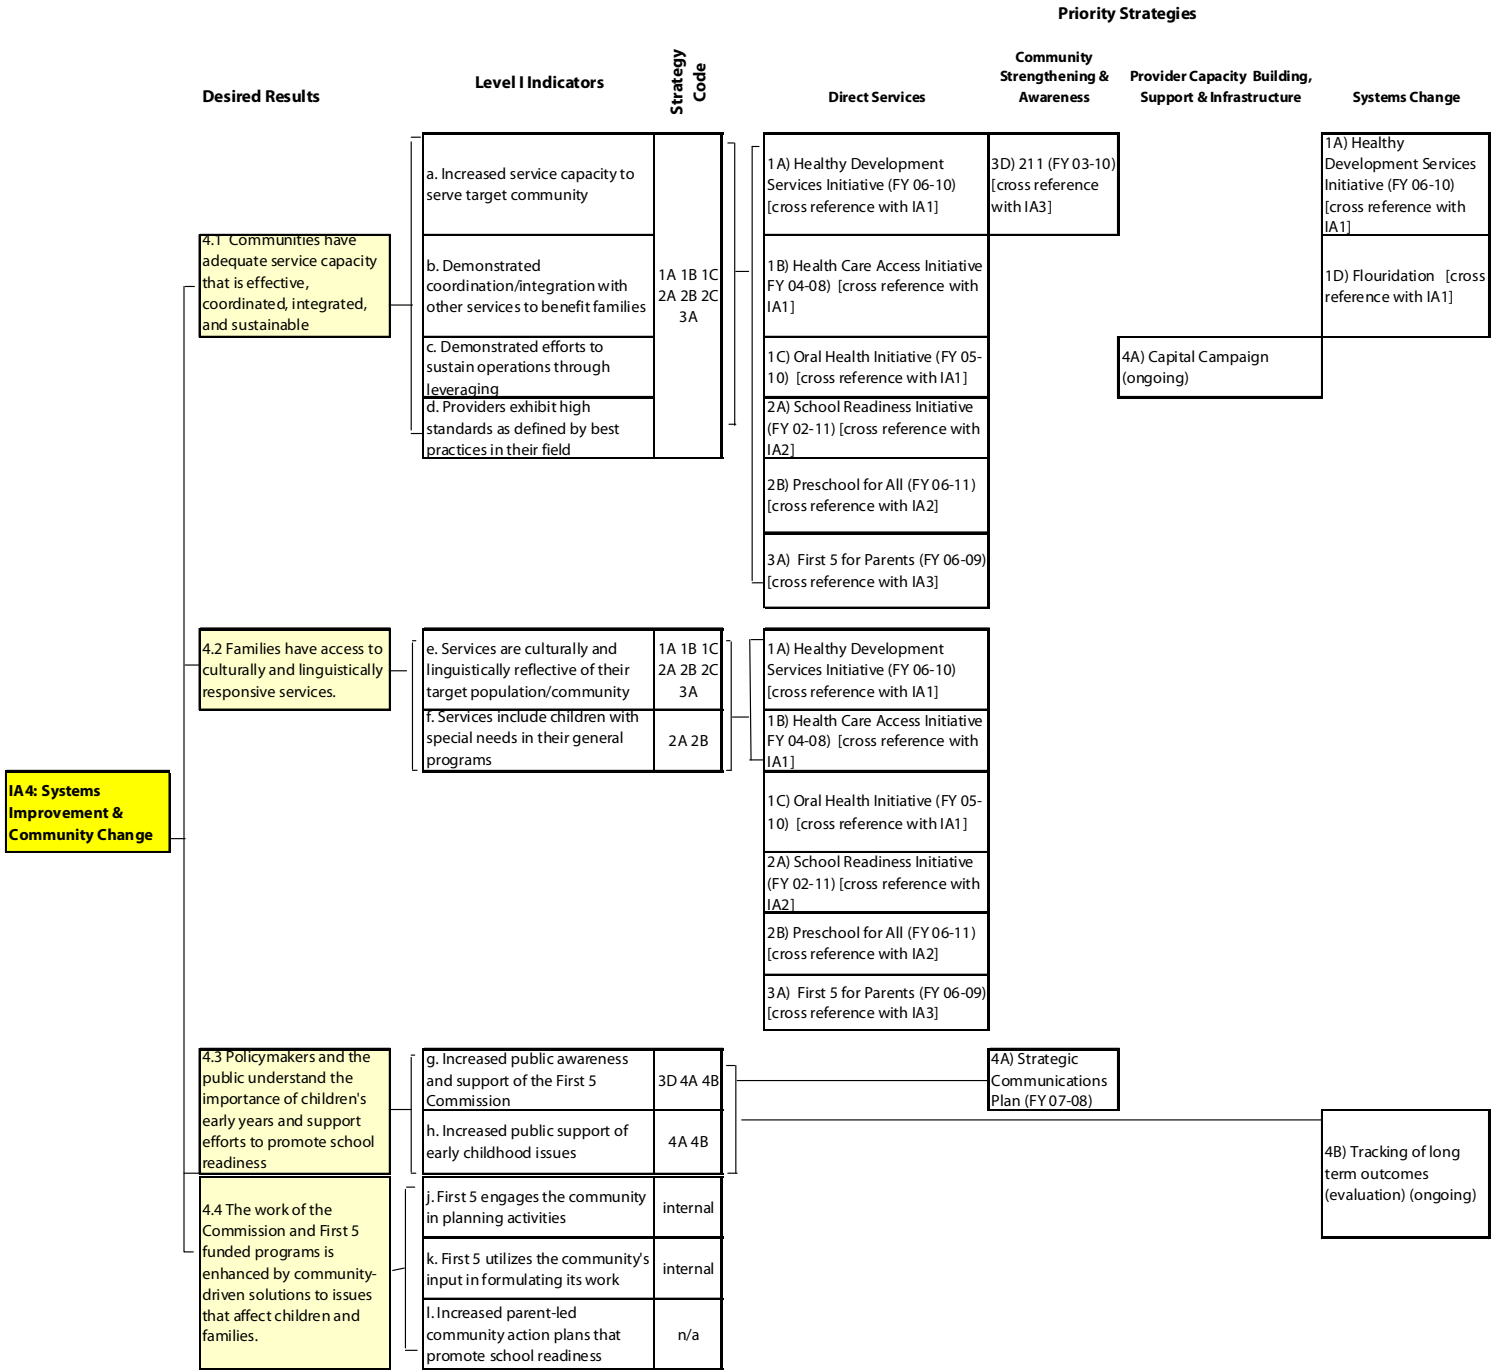 Priority Strategies
Desired Results
Level I Indicators
Strategy
Code
Direct Services
Community
Strengthening &
Awareness
Provider Capacity Building,
Support & Infrastructure
Systems Change
IA4: Systems
Improvement &
Community Change
4.1 Communities have
adequate service capacity
that is effective,
coordinated, integrated,
and sustainable
a. Increased service capacity to
serve target community
b. Demonstrated
coordination/integration with
other services to benefit families
c. Demonstrated efforts to
sustain operations through
leveraging
d. Providers exhibit high
standards as defined by best
practices in their field
1A 1B 1C
2A 2B 2C
3A
1A) Healthy Development
Services Initiative (FY 06-10)
[cross reference with IA1]
1B) Health Care Access Initiative
FY 04-08) [cross reference with
IA1]
1C) Oral Health Initiative (FY 05-
10) [cross reference with IA1]
2A) School Readiness Initiative
(FY 02-11) [cross reference with
IA2]
2B) Preschool for All (FY 06-11)
[cross reference with IA2]
3A) First 5 for Parents (FY 06-09)
[cross reference with IA3]
3D) 211 (FY 03-10)
[cross reference
with IA3]
4A) Capital Campaign
(ongoing)
1A) Healthy
Development Services
Initiative (FY 06-10)
[cross reference with
IA1]
1D) Flouridation [cross
reference with IA1]
4.2 Families have access to
culturally and linguistically
responsive services.
e. Services are culturally and
linguistically reflective of their
target population/community
1A 1B 1C
2A 2B 2C
3A
f. Services include children with
special needs in their general
programs
2A 2B
1A) Healthy Development
Services Initiative (FY 06-10)
[cross reference with IA1]
1B) Health Care Access Initiative
FY 04-08) [cross reference with
IA1]
1C) Oral Health Initiative (FY 05-
10) [cross reference with IA1]
2A) School Readiness Initiative
(FY 02-11) [cross reference with
IA2]
2B) Preschool for All (FY 06-11)
[cross reference with IA2]
3A) First 5 for Parents (FY 06-09)
[cross reference with IA3]
4.3 Policymakers and the
public understand the
importance of children's
early years and support
efforts to promote school
readiness
g. Increased public awareness
and support of the First 5
Commission
3D 4A 4B
h. Increased public support of
early childhood issues
4A 4B
4A) Strategic
Communications
Plan (FY 07-08)
4B) Tracking of long
term outcomes
(evaluation) (ongoing)
4.4 The work of the
Commission and First 5
funded programs is
enhanced by community-
driven solutions to issues
that affect children and
families.
j. First 5 engages the community
in planning activities
internal
k. First 5 utilizes the community's
input in formulating its work
internal
l. Increased parent-led
community action plans that
promote school readiness
n/a